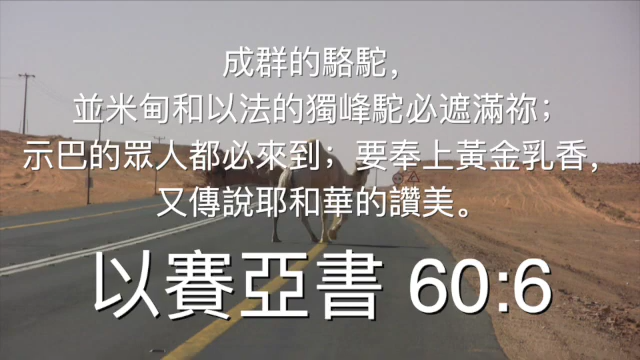 成群的駱駝，
並米甸和以法的獨峰駝必遮滿祢；
示巴的眾人都必來到；要奉上黃金乳香，
又傳說耶和華的讚美。
以賽亞書 60:6